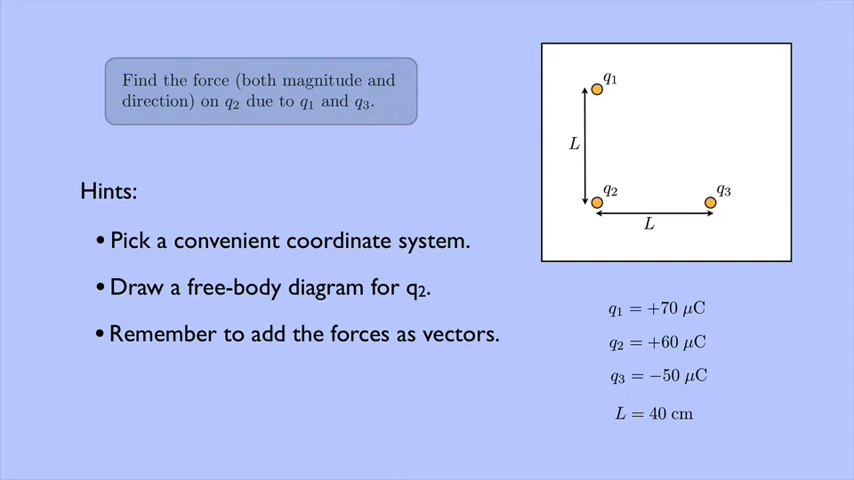 Find the force (both magnitude and
direction) on q₂ due to q₁ and q₃.
Hints:
• Pick a convenient coordinate system.
• Draw a free-body diagram for q₂.
• Remember to add the forces as vectors.
q₁
L
q₂
q₃
L
q₁ = +70 μC
q₂ = +60 μC
q₃ = −50 μC
L = 40 cm